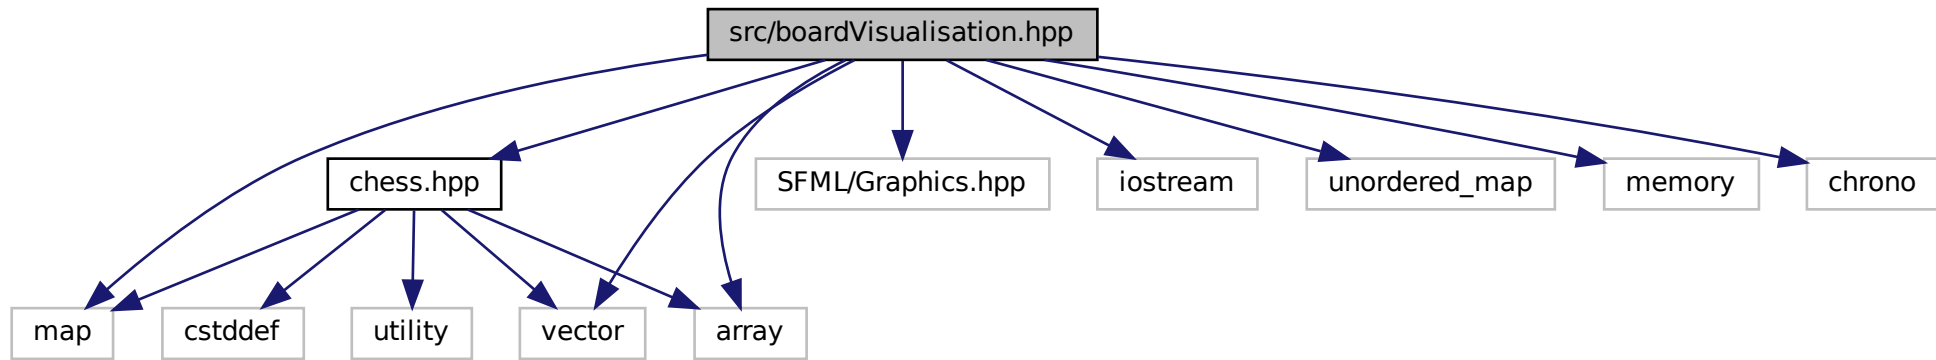 src/boardVisualisation.hpp
chess.hpp
SFML/Graphics.hpp
iostream
unordered_map
memory
chrono
map
cstddef
utility
vector
array